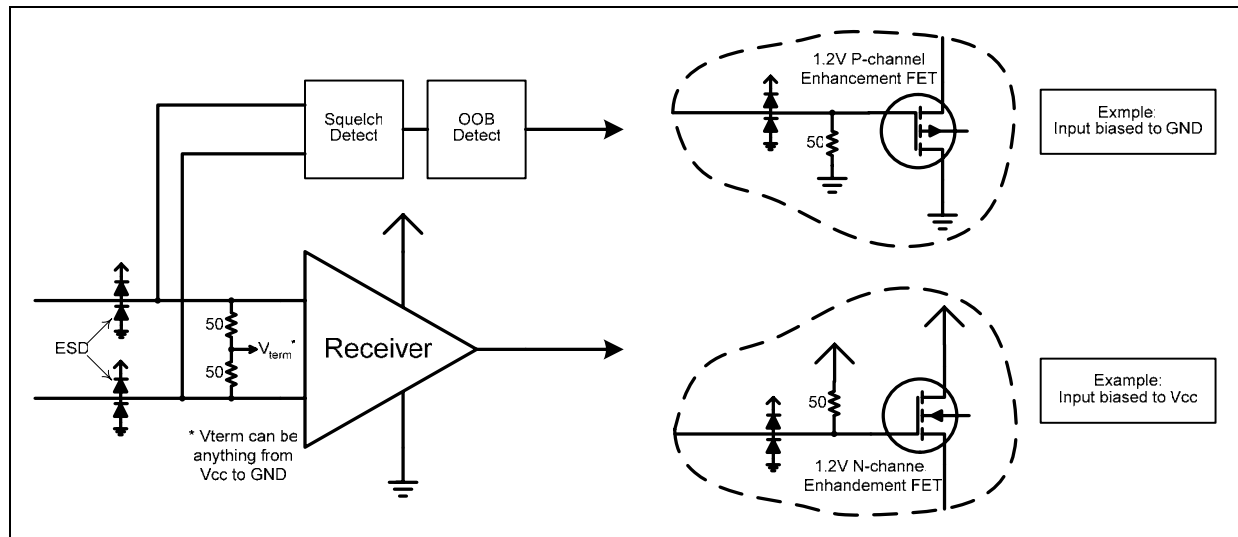 Squelch
Detect
OOB
Detect
1.2V P-channel
Enhancement FET
50
Exmple:
Input biased to GND
ESD
50
50
Vterm*
Receiver
* Vterm can be
anything from
Vcc to GND
50
1.2V N-channe
Enhandement FET
Example:
Input biased to Vcc